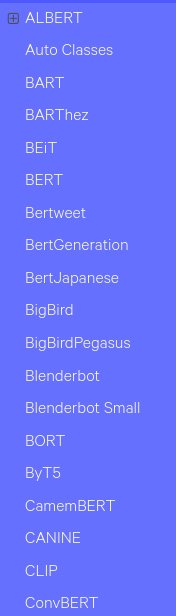 ALBERT
Auto Classes
BART
BARThez
BEiT
BERT
Bertweet
BertGeneration
BertJapanese
BigBird
BigBirdPegasus
Blenderbot
Blenderbot Small
BORT
ByT5
CamemBERT
CANINE
CLIP
ConvBERT